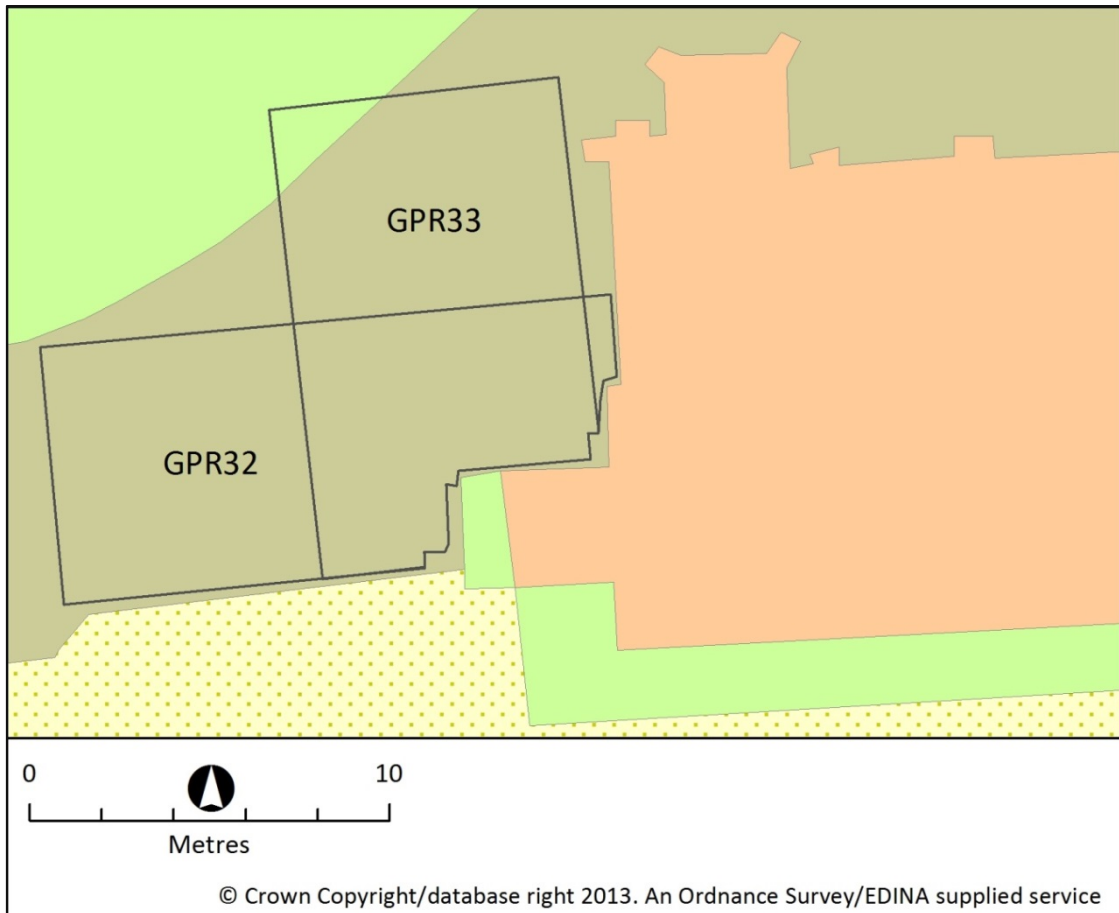 GPR33
GPR32
0 10
Metres
© Crown Copyright/database right 2013. An Ordnance Survey/EDINA supplied service